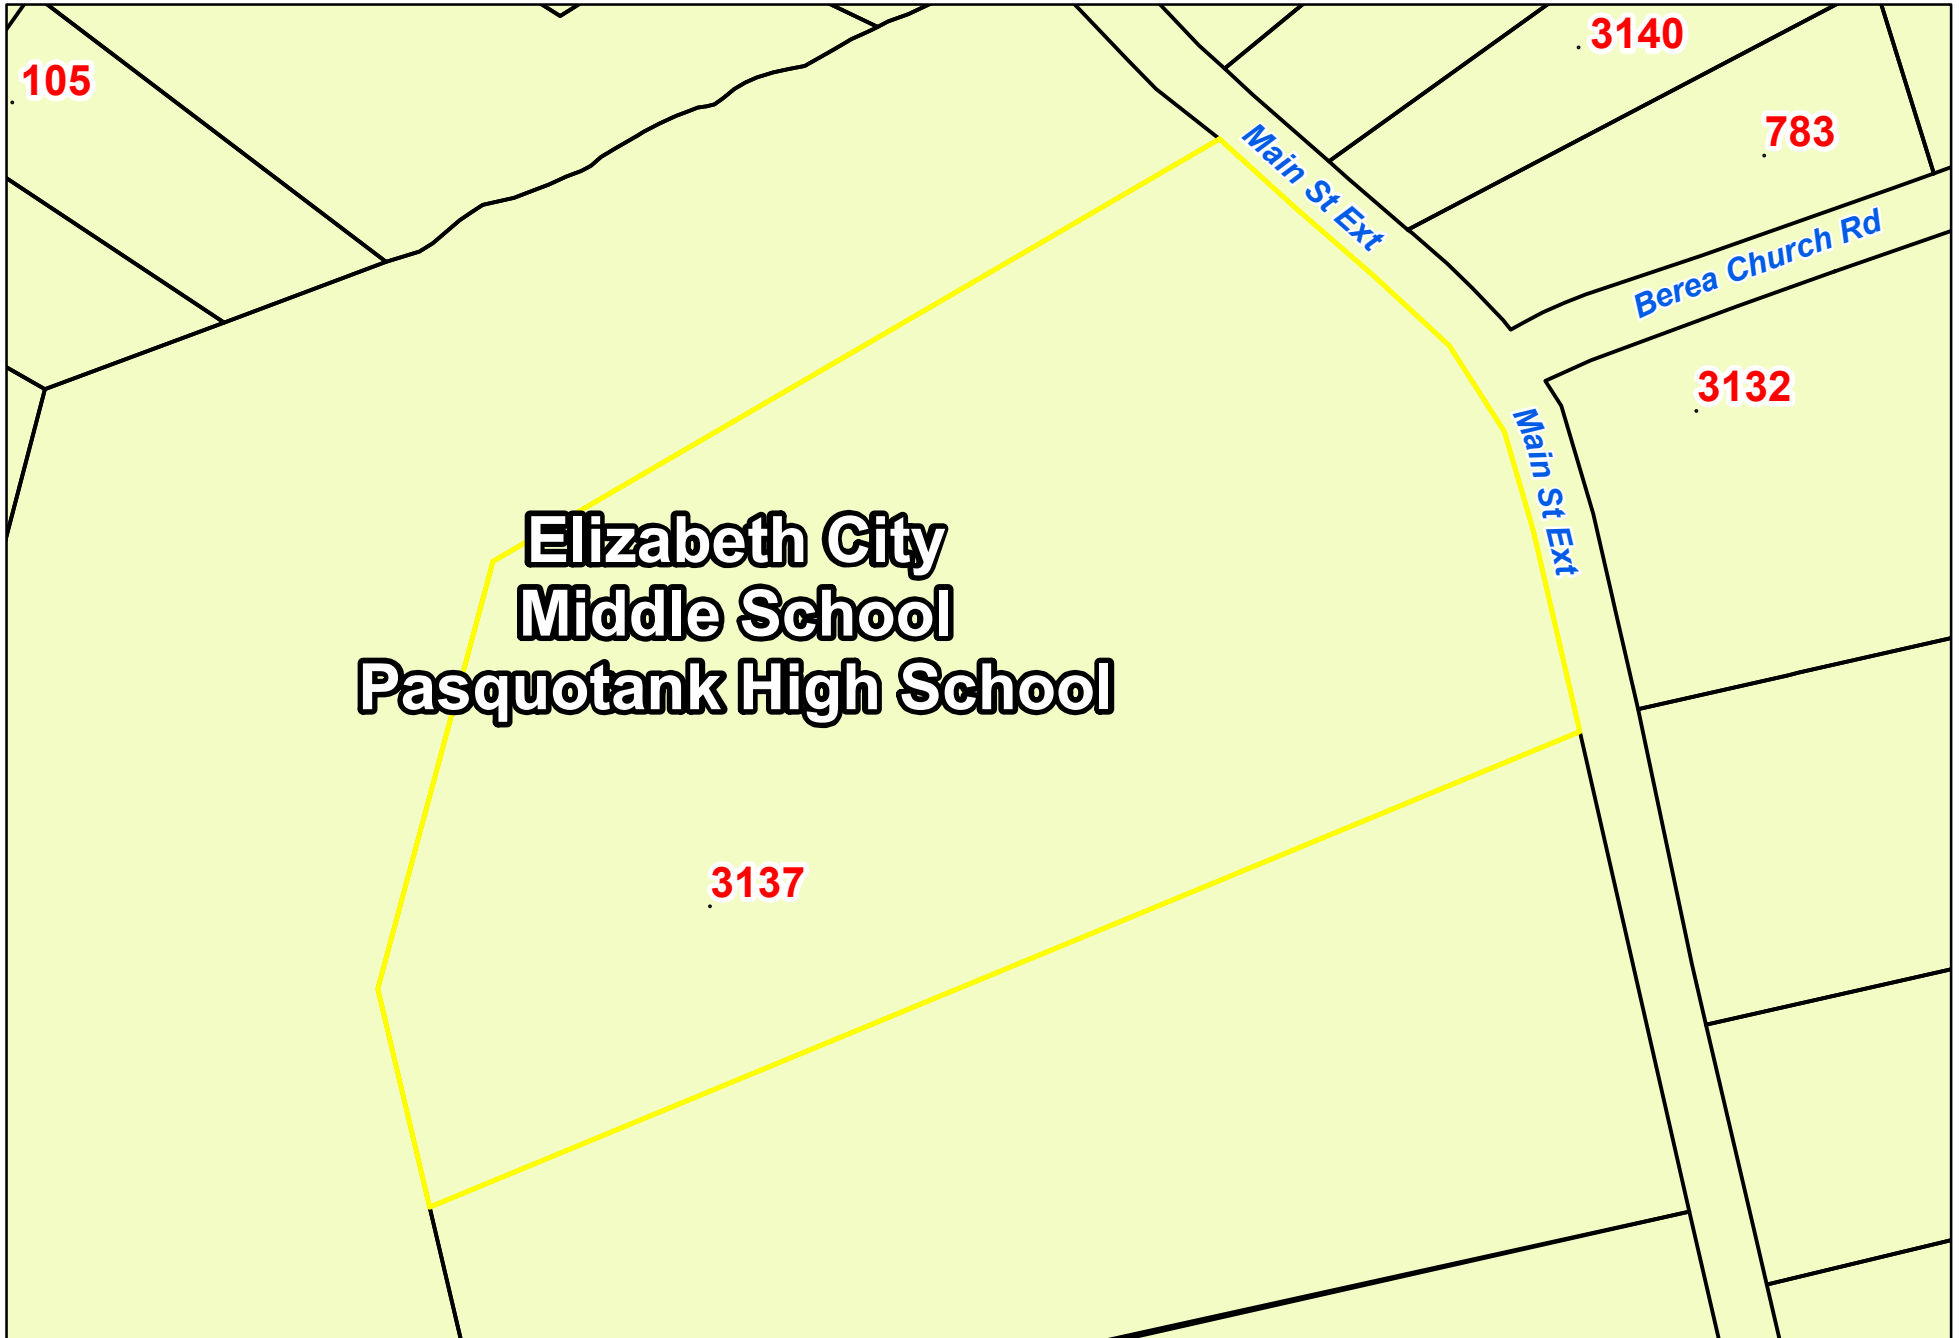 3140
105
783
Main St Ext
Berea Church Rd
3132
Main St Ext
Elizabeth City
Middle School
Pasquotank High School
3137